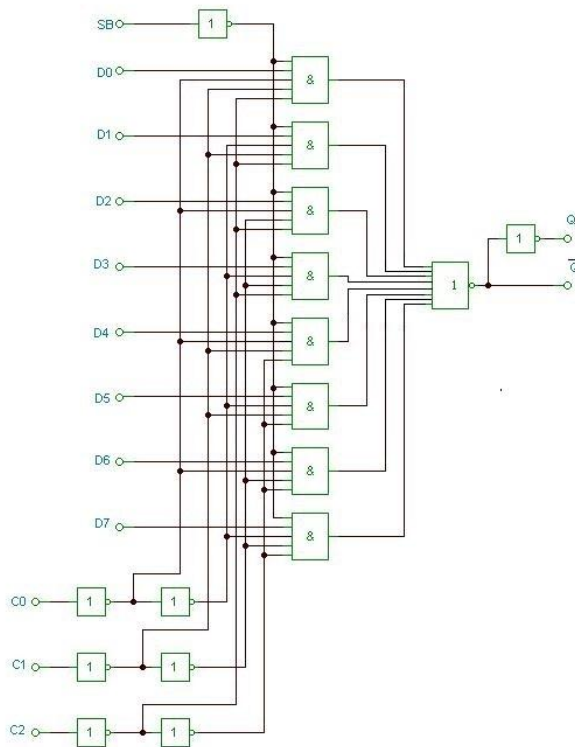 SB 1
D0 &
D1 &
D2 &
Q
1
D3 &
Q̅
1
D4 &
D5 &
D6 &
D7 &
C0 1 1
C1 1 1
C2 1 1